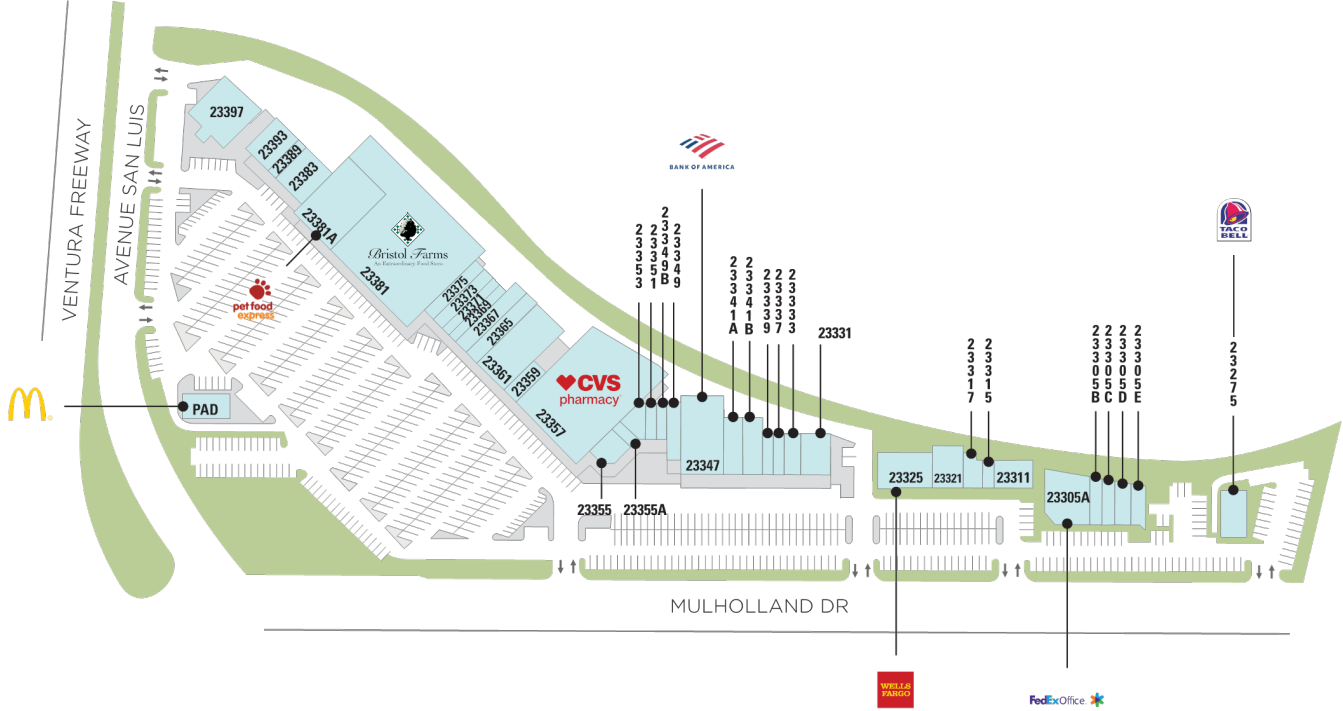 VENTURA FREEWAY
AVENUE SAN LUIS
23397
23393
23389
23383
23381A
pet food
express
Bristol Farms
An Extraordinary Food Store
23381
23375
23373
23371
23369
23367
23365
23361
23359
CVS
pharmacy
23357
23355
23355A
PAD
23353
23351
23349B
23349
BANK OF AMERICA
23347
23341A
23341B
23339
23337
23333
23331
23325
23321
23317
23315
23311
23305A
23305B
23305C
23305D
23305E
TACO
BELL
23275
MULHOLLAND DR
WELLS
FARGO
FedEx Office